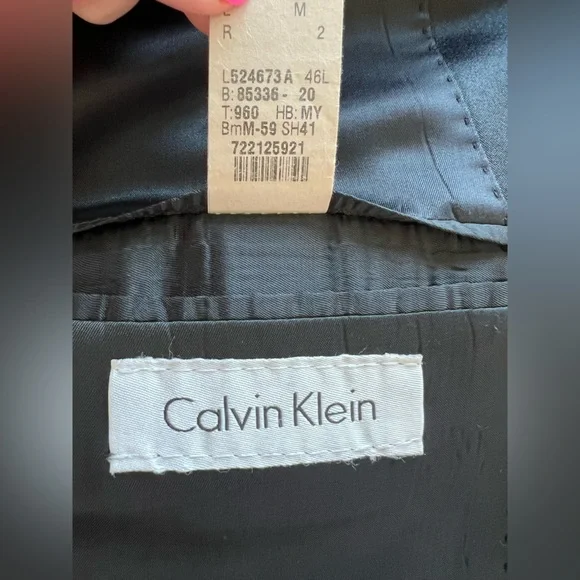 M
R 2
L524673A 46L
B:85336- 20
T:960 HB:MY
BmM-59 SH41
722125921
Calvin Klein